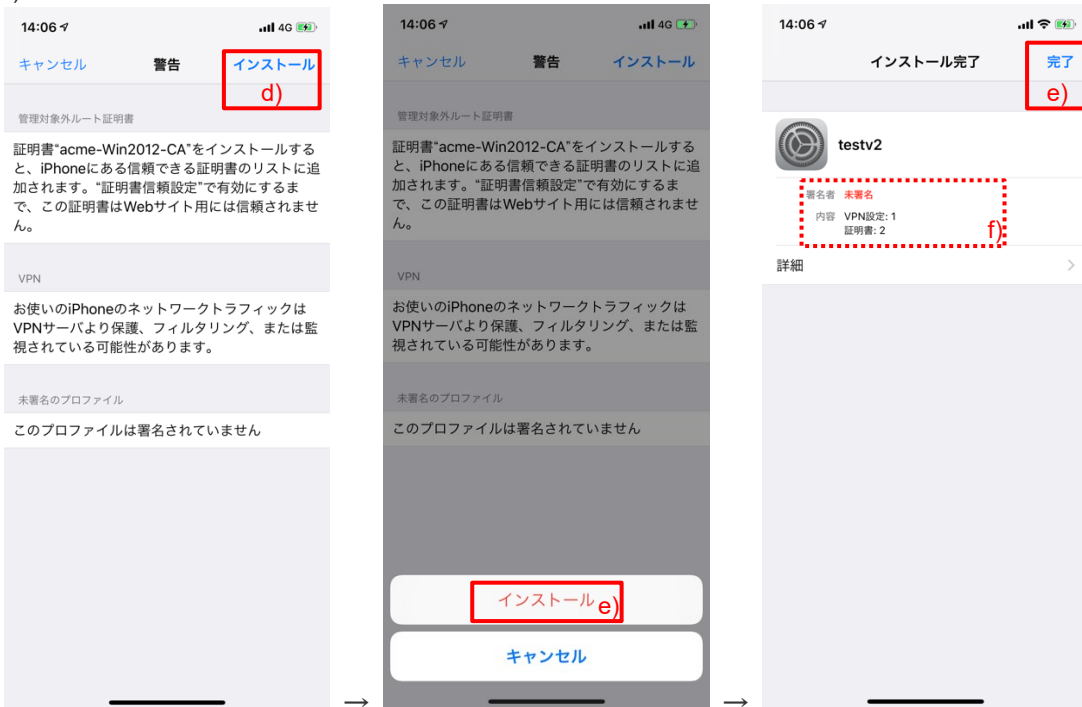 14:06 4G
キャンセル 警告 インストール
d)
管理対象外ルート証明書
証明書“acme-Win2012-CA”をインストールする
と、iPhoneにある信頼できる証明書のリストに追
加されます。“証明書信頼設定”で有効にするま
で、この証明書はWebサイト用には信頼されませ
ん。
VPN
お使いのiPhoneのネットワークトラフィックは
VPNサーバより保護、フィルタリング、または監
視されている可能性があります。
未署名のプロファイル
このプロファイルは署名されていません
→
14:06 4G
キャンセル 警告 インストール
管理対象外ルート証明書
証明書“acme-Win2012-CA”をインストールする
と、iPhoneにある信頼できる証明書のリストに追
加されます。“証明書信頼設定”で有効にするま
で、この証明書はWebサイト用には信頼されませ
ん。
VPN
お使いのiPhoneのネットワークトラフィックは
VPNサーバより保護、フィルタリング、または監
視されている可能性があります。
未署名のプロファイル
このプロファイルは署名されていません
インストール e)
キャンセル
→
14:06
インストール完了 完了
e)
testv2
署名者 未署名
内容 VPN設定: 1
証明書: 2
f)
詳細